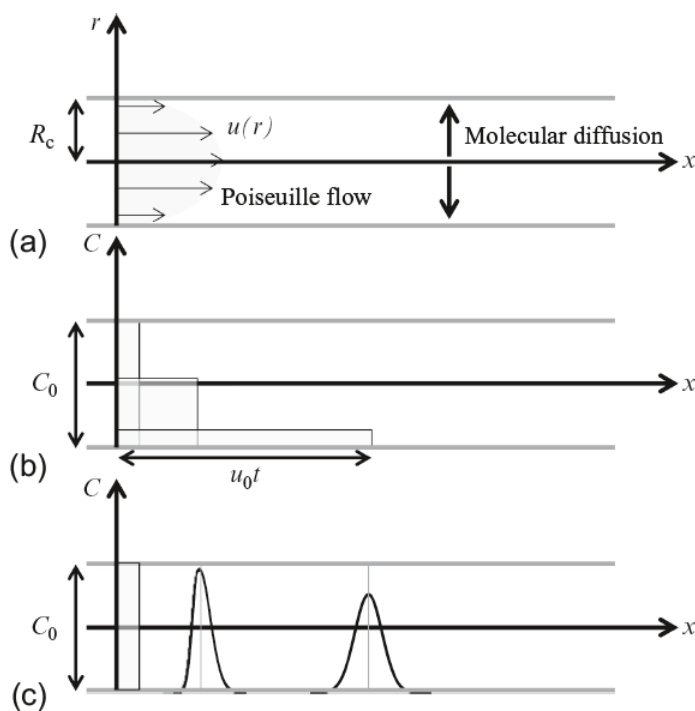 r
R_c
u(r)
Molecular diffusion
x
Poiseuille flow
(a)
C
C_0
x
(b)
u_0t
C
C_0
x
(c)